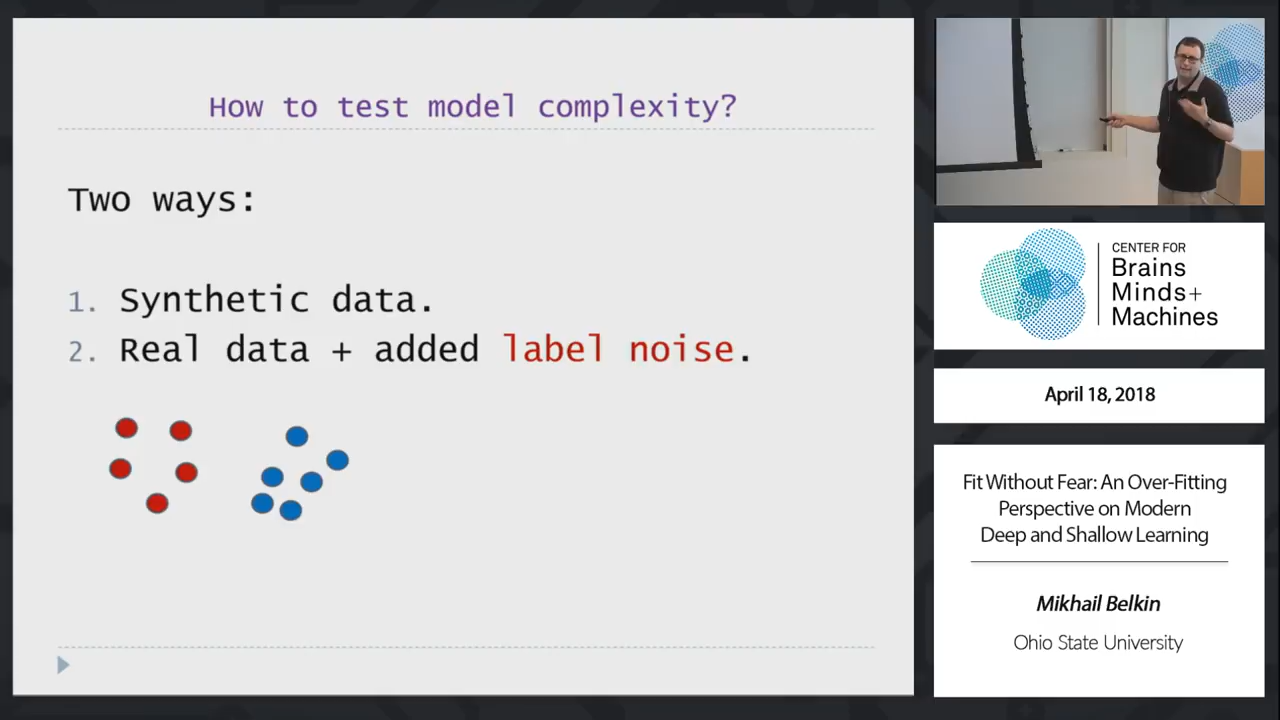 How to test model complexity?
Two ways:
1. Synthetic data.
2. Real data + added label noise.
CENTER FOR
Brains
Minds+
Machines
April 18, 2018
Fit Without Fear: An Over-Fitting
Perspective on Modern
Deep and Shallow Learning
Mikhail Belkin
Ohio State University